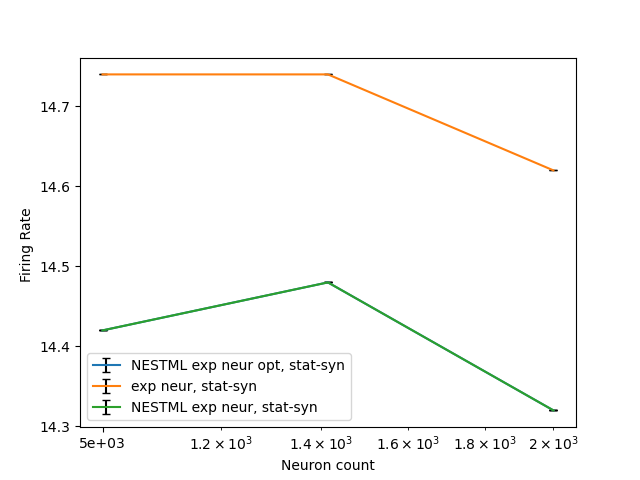 Firing Rate
14.7
14.6
14.5
14.4
14.3
NESTML exp neur opt, stat-syn
exp neur, stat-syn
NESTML exp neur, stat-syn
5e+03 1.2 × 10³ 1.4 × 10³ 1.6 × 10³ 1.8 × 10³ 2 × 10³
Neuron count